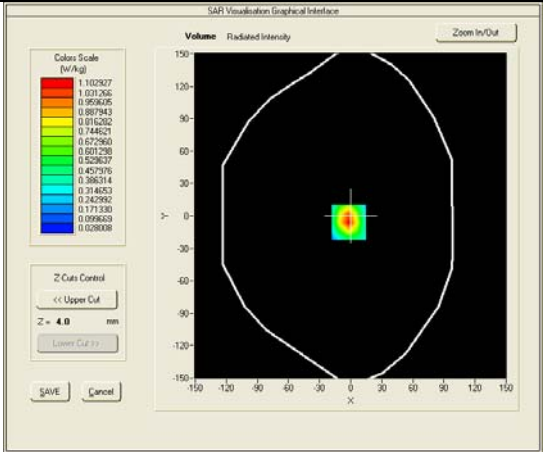 SAR Visualisation Graphical Interface
Volume Radiated Intensity
Zoom In/Out
Colors Scale
(W/kg)
1.102927
1.031266
0.959605
0.887943
0.816282
0.744621
0.672960
0.601298
0.529637
0.457976
0.386314
0.314653
0.242992
0.171330
0.099669
0.028008
Z-Cuts Control
<< Upper Cut
Z = 4.0 mm
Lower Cut >>
SAVE Cancel
150
120
90
60
30
0
-30
-60
-90
-120
-150
Y
-150 -120 -90 -60 -30 0 30 60 90 120 150
X